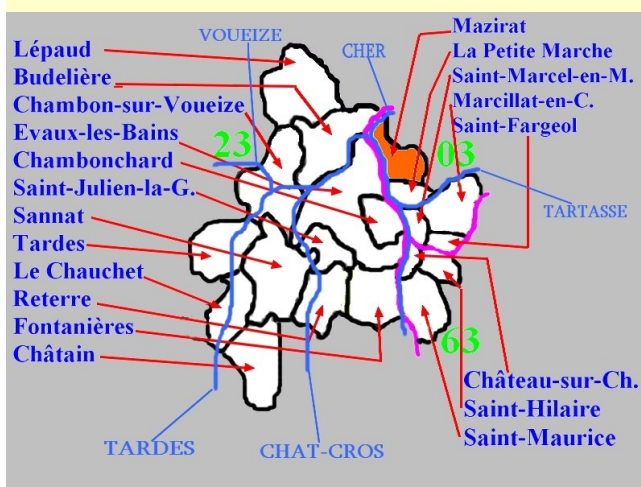 Lépaud
Budelière
Chambon-sur-Voueize
Evaux-les-Bains
Chambonchard
Saint-Julien-la-G.
Sannat
Tardes
Le Chauchet
Reterre
Fontanières
Châtain
VOUEIZE
CHER
23
03
63
TARDES
CHAT-CROS
TARTASSE
Mazirat
La Petite Marche
Saint-Marcel-en-M.
Marcillat-en-C.
Saint-Fargeol
Château-sur-Ch.
Saint-Hilaire
Saint-Maurice